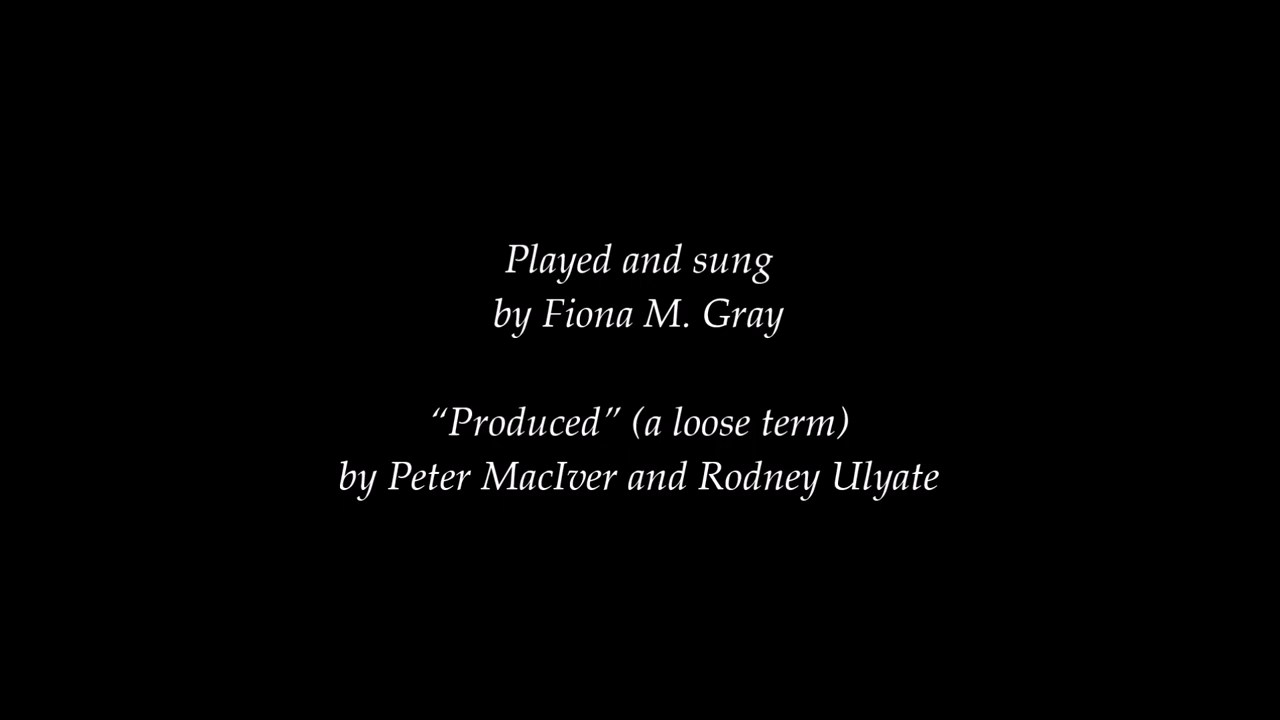 Played and sung
by Fiona M. Gray
“Produced” (a loose term)
by Peter MacIver and Rodney Ulyate